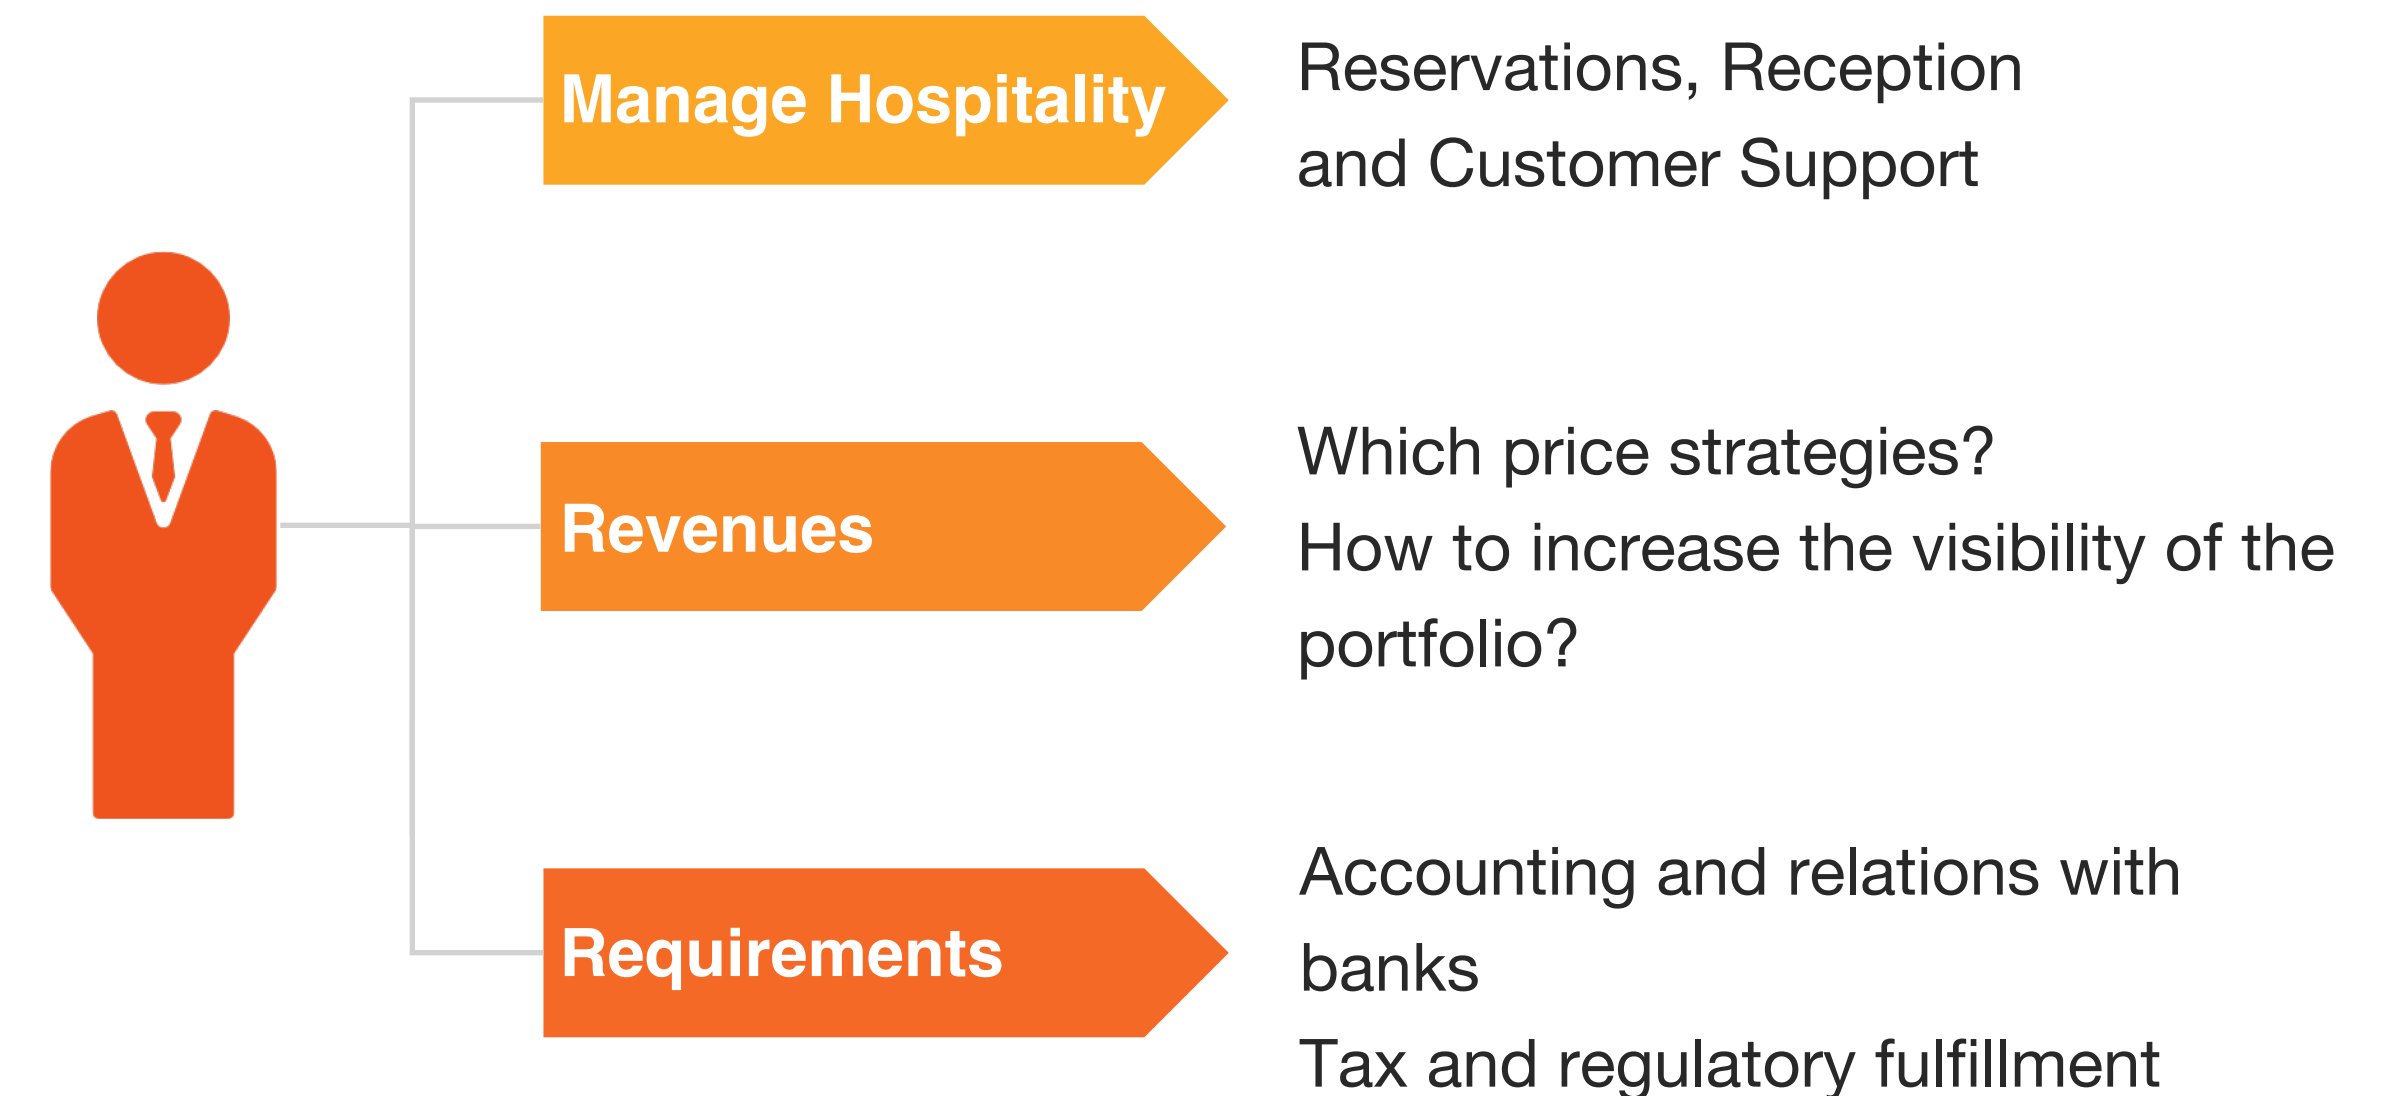 Manage Hospitality
Reservations, Reception
and Customer Support
Revenues
Which price strategies?
How to increase the visibility of the
portfolio?
Requirements
Accounting and relations with
banks
Tax and regulatory fulfillment